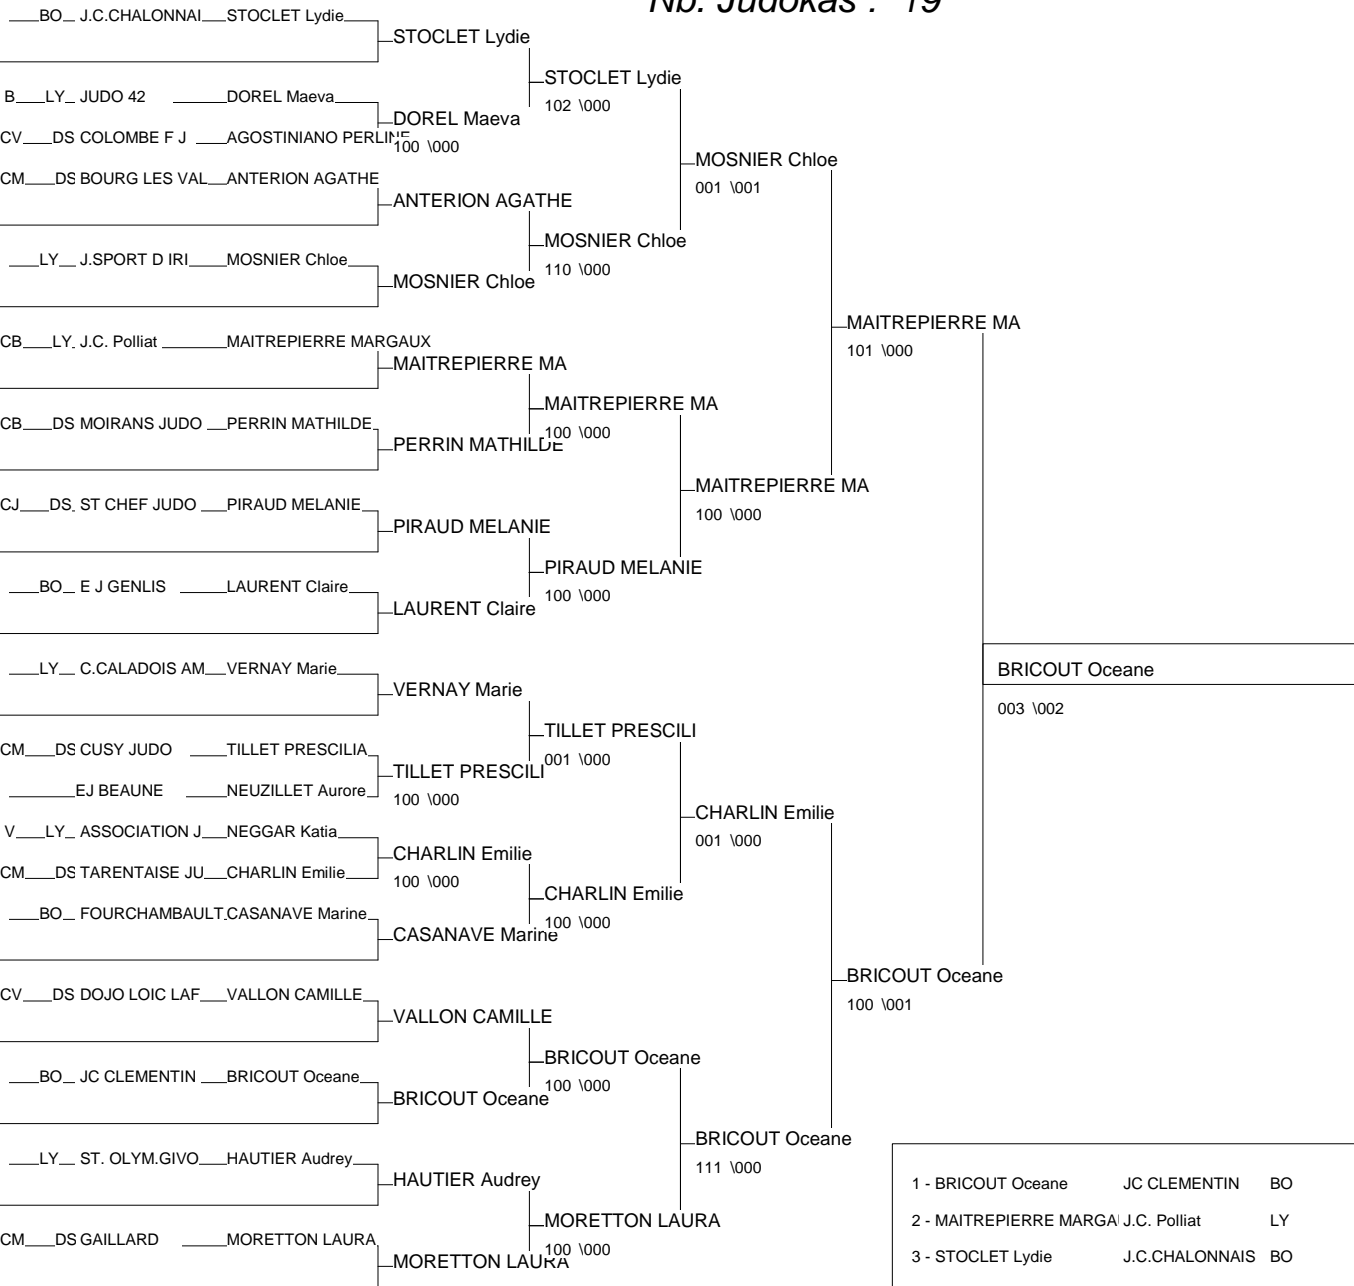 Nb. Judokas : 19
BO J.C.CHALONNAI STOCLET Lydie
STOCLET Lydie
STOCLET Lydie
102 \000
B LY JUDO 42 DOREL Maeva
DOREL Maeva
100 \000
CV DS COLOMBE F J AGOSTINIANO PERLINE
MOSNIER Chloe
001 \001
CM DS BOURG LES VAL ANTERION AGATHE
ANTERION AGATHE
MOSNIER Chloe
110 \000
LY J.SPORT D IRI MOSNIER Chloe
MOSNIER Chloe
MAITREPIERRE MA
101 \000
CB LY J.C. Polliat MAITREPIERRE MARGAUX
MAITREPIERRE MA
MAITREPIERRE MA
100 \000
CB DS MOIRANS JUDO PERRIN MATHILDE
PERRIN MATHILDE
MAITREPIERRE MA
100 \000
CJ DS ST CHEF JUDO PIRAUD MELANIE
PIRAUD MELANIE
PIRAUD MELANIE
100 \000
BO E J GENLIS LAURENT Claire
LAURENT Claire
BRICOUT Oceane
003 \002
LY C.CALADOIS AM VERNAY Marie
VERNAY Marie
TILLET PRESCILI
001 \000
CM DS CUSY JUDO TILLET PRESCILIA
TILLET PRESCILI
100 \000
EJ BEAUNE NEUZILLET Aurore
CHARLIN Emilie
001 \000
V LY ASSOCIATION J NEGGAR Katia
CHARLIN Emilie
100 \000
CM DS TARENTAISE JU CHARLIN Emilie
CHARLIN Emilie
100 \000
BO FOURCHAMBAULT CASANAVE Marine
CASANAVE Marine
BRICOUT Oceane
100 \001
CV DS DOJO LOIC LAF VALLON CAMILLE
VALLON CAMILLE
BRICOUT Oceane
100 \000
BO JC CLEMENTIN BRICOUT Oceane
BRICOUT Oceane
BRICOUT Oceane
111 \000
LY ST. OLYM.GIVO HAUTIER Audrey
HAUTIER Audrey
MORETTON LAURA
100 \000
CM DS GAILLARD MORETTON LAURA
MORETTON LAURA
1 - BRICOUT Oceane JC CLEMENTIN BO
2 - MAITREPIERRE MARGAU J.C. Polliat LY
3 - STOCLET Lydie J.C.CHALONNAIS BO